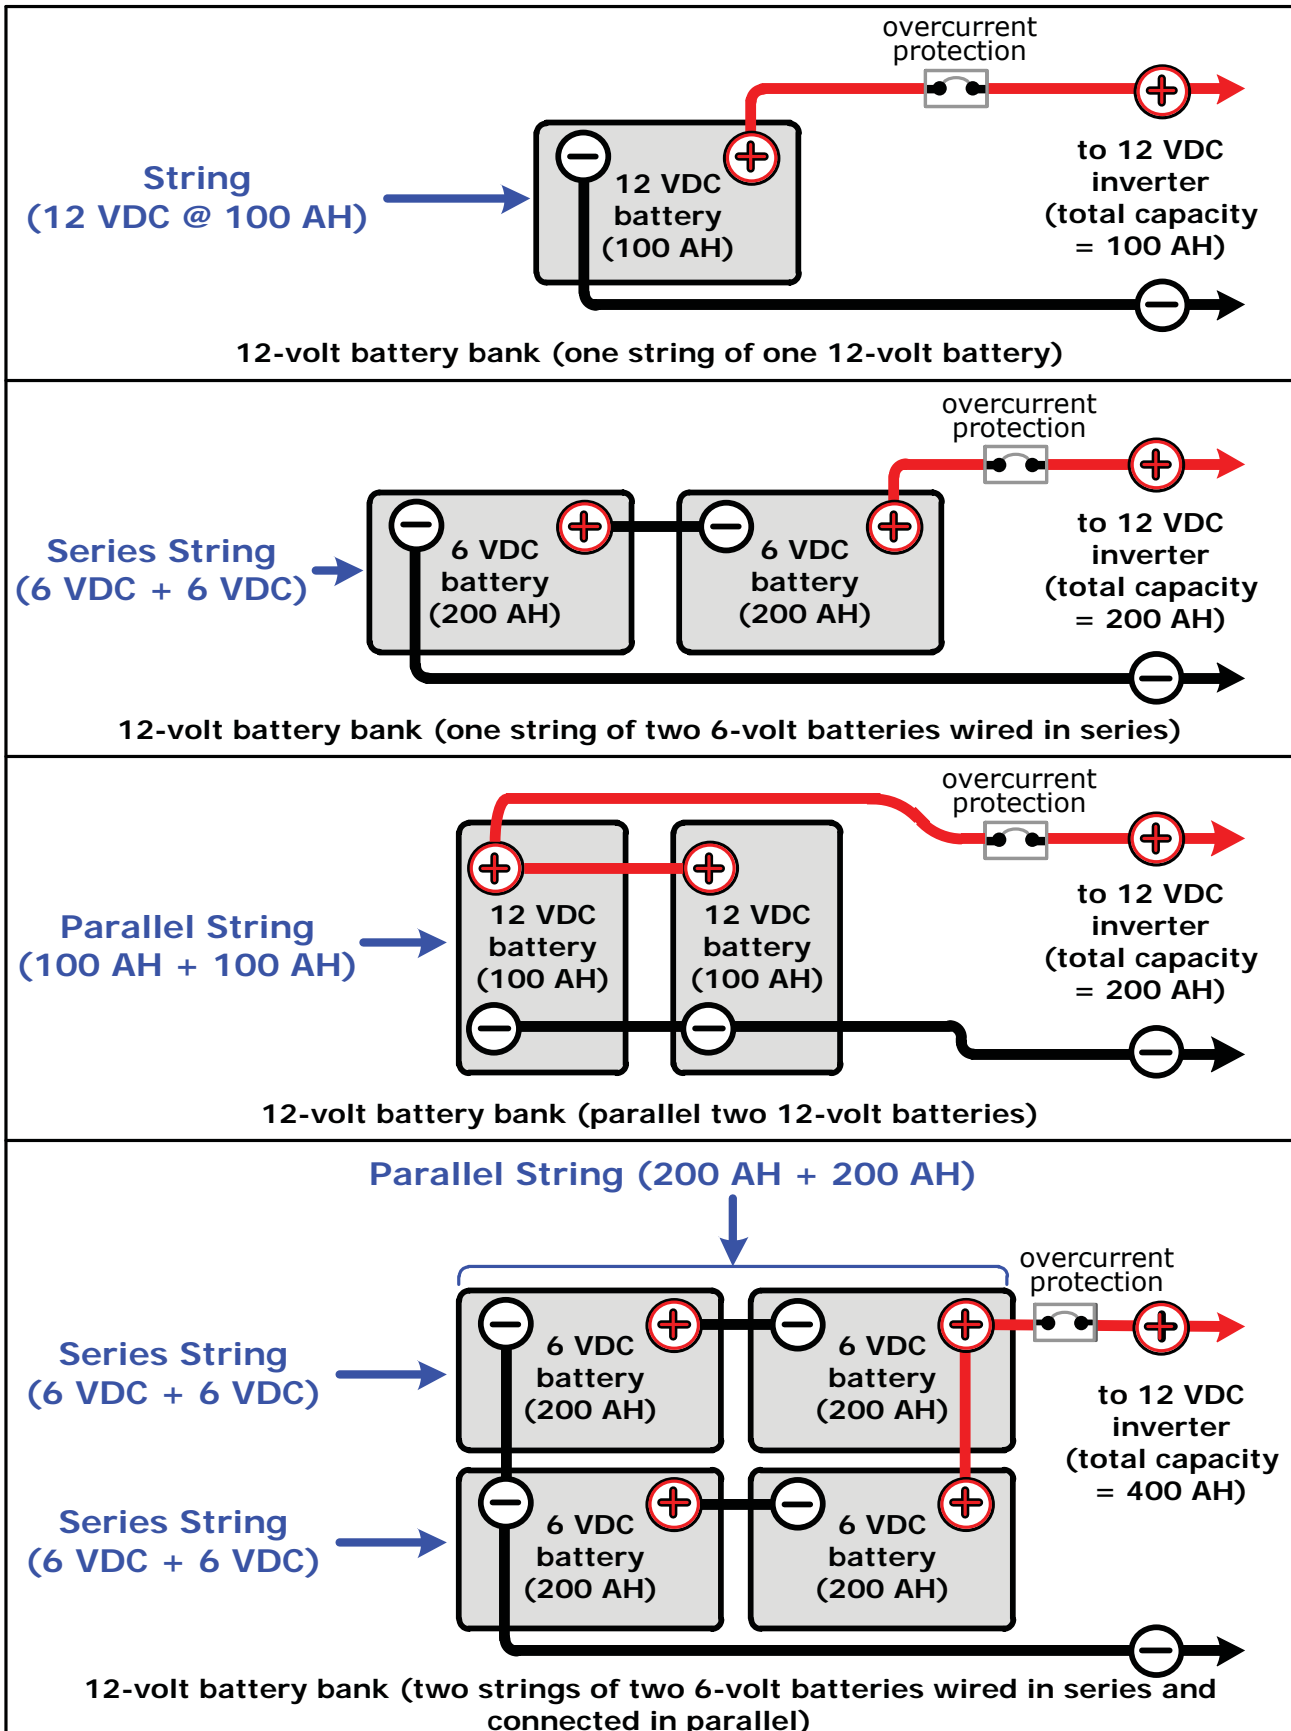 overcurrent
protection
String
(12 VDC @ 100 AH)
12 VDC
battery
(100 AH)
to 12 VDC
inverter
(total capacity
= 100 AH)
12-volt battery bank (one string of one 12-volt battery)
overcurrent
protection
Series String
(6 VDC + 6 VDC)
6 VDC
battery
(200 AH)
6 VDC
battery
(200 AH)
to 12 VDC
inverter
(total capacity
= 200 AH)
12-volt battery bank (one string of two 6-volt batteries wired in series)
overcurrent
protection
Parallel String
(100 AH + 100 AH)
12 VDC
battery
(100 AH)
12 VDC
battery
(100 AH)
to 12 VDC
inverter
(total capacity
= 200 AH)
12-volt battery bank (parallel two 12-volt batteries)
Parallel String (200 AH + 200 AH)
overcurrent
protection
Series String
(6 VDC + 6 VDC)
6 VDC
battery
(200 AH)
6 VDC
battery
(200 AH)
to 12 VDC
inverter
(total capacity
= 400 AH)
Series String
(6 VDC + 6 VDC)
6 VDC
battery
(200 AH)
6 VDC
battery
(200 AH)
12-volt battery bank (two strings of two 6-volt batteries wired in series and
connected in parallel)